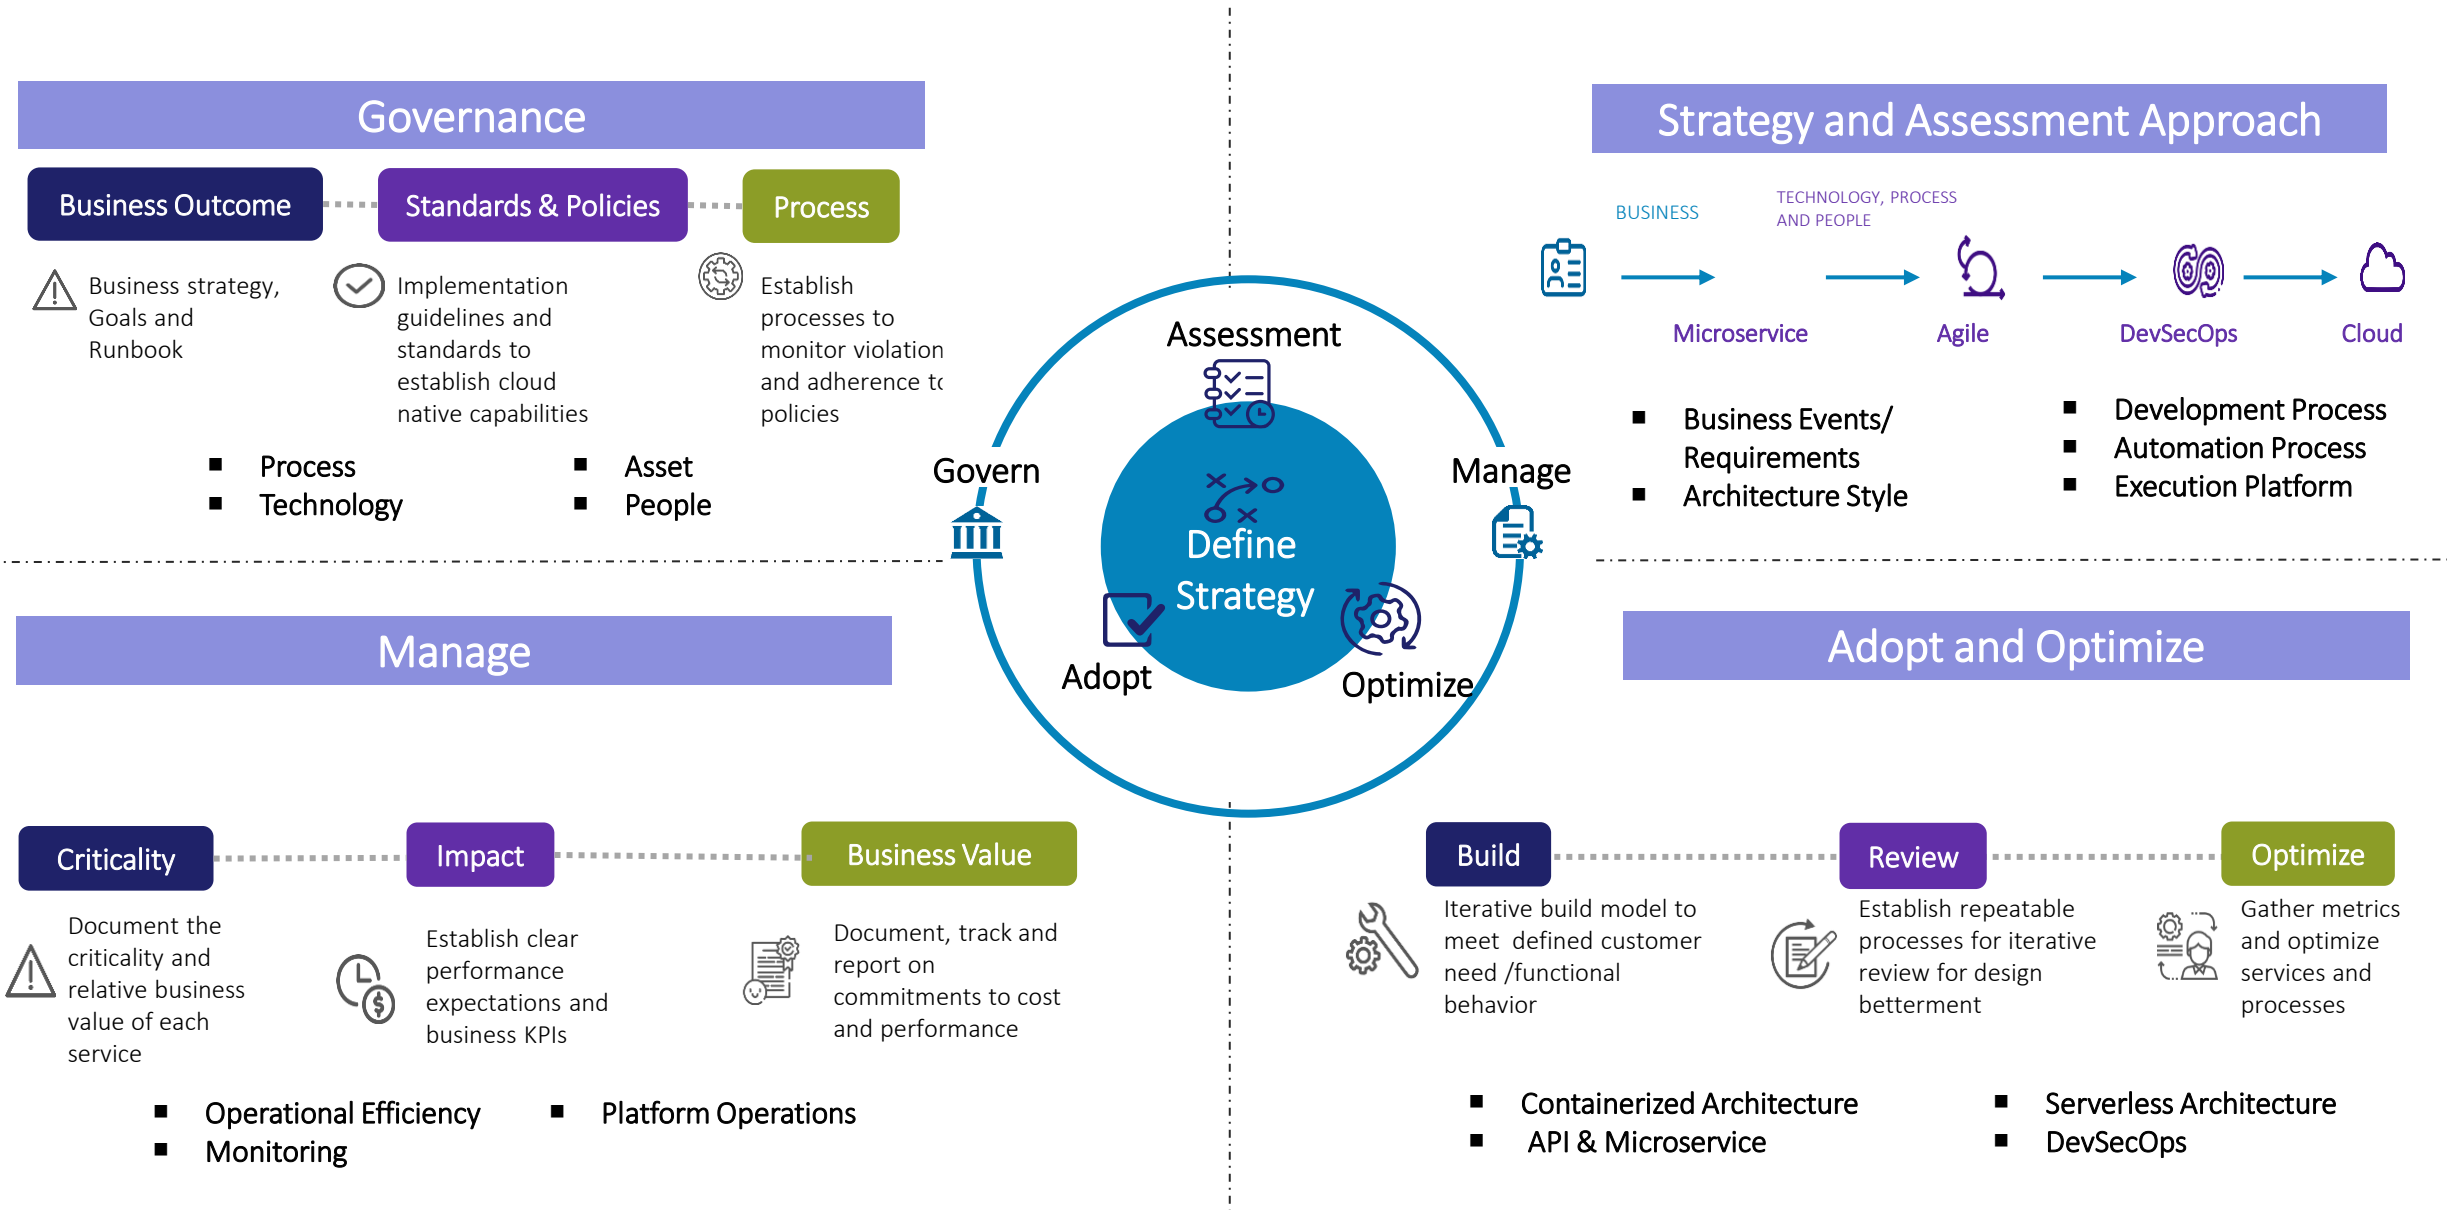 Governance
Business Outcome
Standards & Policies
Process
Business strategy,
Goals and
Runbook
Implementation
guidelines and
standards to
establish cloud
native capabilities
Establish
processes to
monitor violation
and adherence to
policies
Process
Technology
Asset
People
Strategy and Assessment Approach
BUSINESS
TECHNOLOGY, PROCESS
AND PEOPLE
Microservice
Agile
DevSecOps
Cloud
Business Events/
Requirements
Architecture Style
Development Process
Automation Process
Execution Platform
Assessment
Govern
Manage
Define
Strategy
Adopt
Optimize
Manage
Criticality
Impact
Business Value
Document the
criticality and
relative business
value of each
service
Establish clear
performance
expectations and
business KPIs
Document, track and
report on
commitments to cost
and performance
Operational Efficiency
Monitoring
Platform Operations
Adopt and Optimize
Build
Review
Optimize
Iterative build model to
meet defined customer
need /functional
behavior
Establish repeatable
processes for iterative
review for design
betterment
Gather metrics
and optimize
services and
processes
Containerized Architecture
API & Microservice
Serverless Architecture
DevSecOps